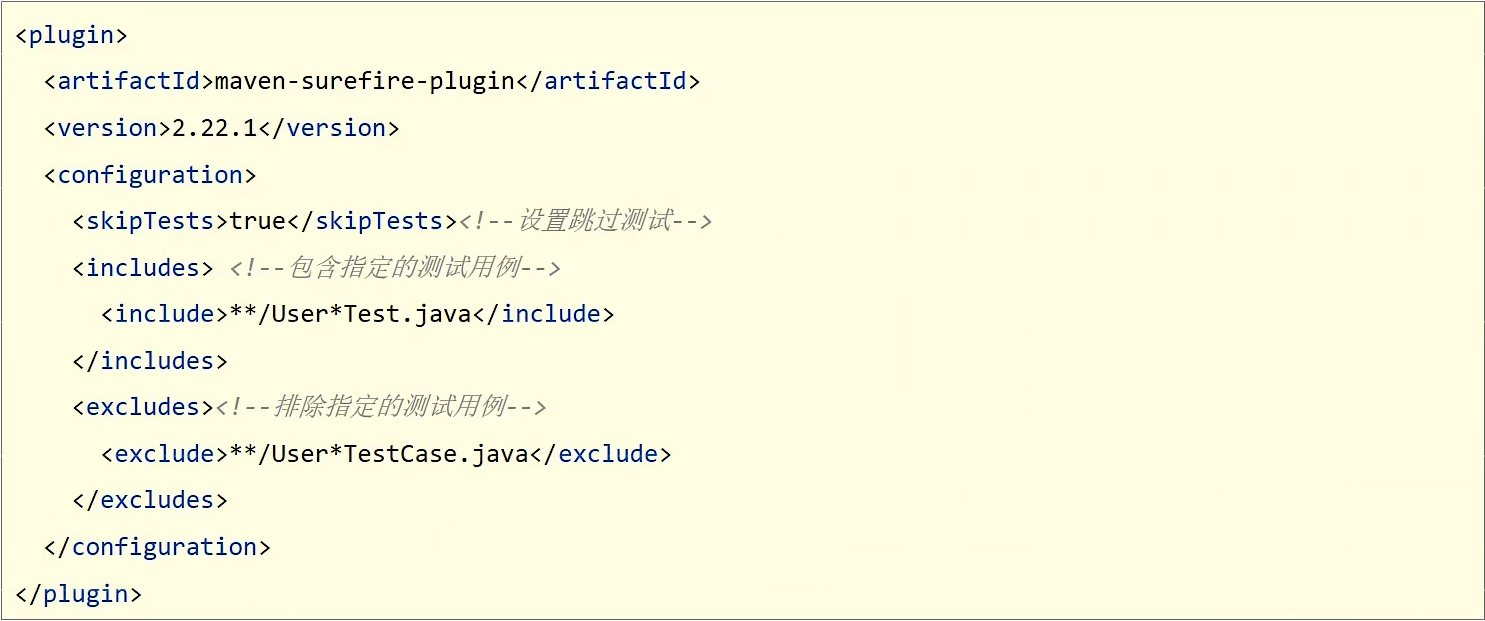 <plugin>
<artifactId>maven-surefire-plugin</artifactId>
<version>2.22.1</version>
<configuration>
<skipTests>true</skipTests><!--设置跳过测试-->
<includes> <!--包含指定的测试用例-->
<include>**/User*Test.java</include>
</includes>
<excludes><!--排除指定的测试用例-->
<exclude>**/User*TestCase.java</exclude>
</excludes>
</configuration>
</plugin>